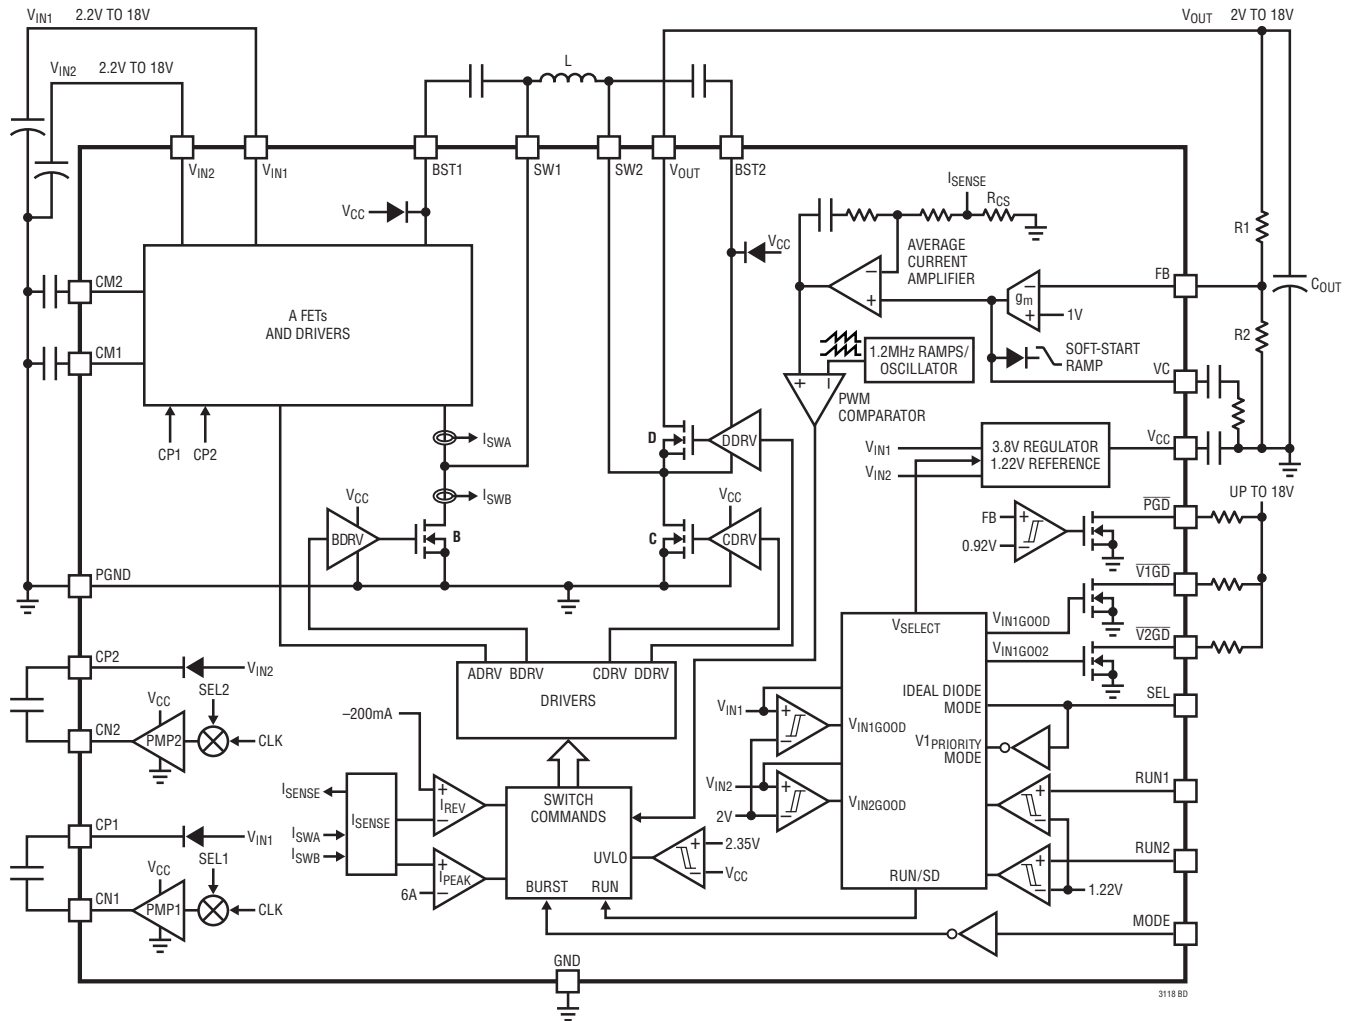 VIN1 2.2V TO 18V
VOUT 2V TO 18V
VIN2 2.2V TO 18V
L
VIN2
VIN1
BST1
SW1
SW2
VOUT
BST2
ISENSE
RCS
VCC
VCC
R1
AVERAGE
CURRENT
AMPLIFIER
−
+
gm
−
+
1V
FB
COUT
CM2
A FETs
AND DRIVERS
CM1
1.2MHz RAMPS/
OSCILLATOR
SOFT-START
RAMP
R2
VC
+
−
PWM
COMPARATOR
CP1
CP2
ISWA
ISWB
D
DDRV
VIN1
VIN2
3.8V REGULATOR
1.22V REFERENCE
VCC
VCC
BDRV
B
VCC
C
CDRV
FB
0.92V
+
−
PGD
UP TO 18V
PGND
V1GD
V2GD
VSELECT
VIN1GOOD
VIN1GOO2
CP2
VIN2
SEL2
VCC
PMP2
CN2
CLK
ADRV BDRV
CDRV DDRV
DRIVERS
IDEAL DIODE
MODE
SEL
V1PRIORITY
MODE
VIN1
+
−
VIN1GOOD
–200mA
ISENSE
ISENSE
ISWA
ISWB
+
IREV
−
+
IPEAK
−
6A
SWITCH
COMMANDS
UVLO
BURST
RUN
+
−
2.35V
VCC
VIN2
2V
+
−
VIN2GOOD
RUN1
RUN2
1.22V
+
−
+
−
RUN/SD
CP1
VIN1
SEL1
VCC
PMP1
CN1
CLK
MODE
GND
3118 BD